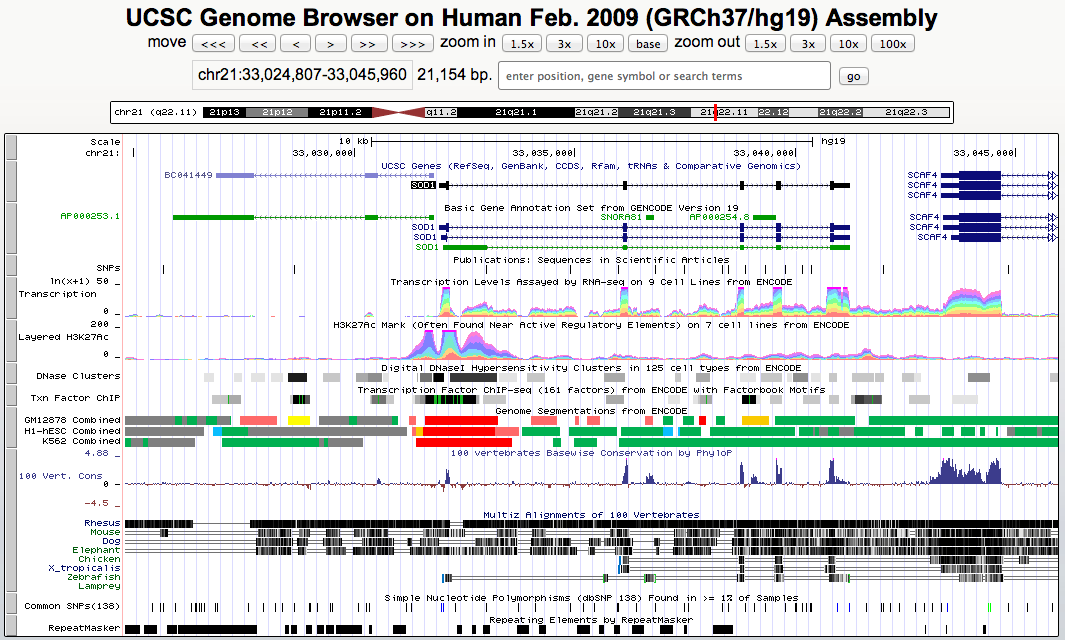 UCSC Genome Browser on Human Feb. 2009 (GRCh37/hg19) Assembly
move <<< << < > >> >>> zoom in 1.5x 3x 10x base zoom out 1.5x 3x 10x 100x
chr21:33,024,807-33,045,960 21,154 bp. enter position, gene symbol or search terms go
chr21 (q22.11) 21p13 21p12 21p11.2 q11.2 21q21.1 21q21.2 21q21.3 21q22.11 22.12 21q22.2 21q22.3
Scale 10 kb hg19
chr21: 33,030,000 33,035,000 33,040,000 33,045,000
UCSC Genes (RefSeq, GenBank, CCDS, Rfam, tRNAs & Comparative Genomics)
BC041449 SCAF4
SOD1 SCAF4
SCAF4
Basic Gene Annotation Set from GENCODE Version 19
AP000253.1 SNORA81 AP000254.8 SCAF4
SOD1 SCAF4
SOD1 SCAF4
SOD1
Publications: Sequences in Scientific Articles
SNPs
ln(x+1) 50 _ Transcription Levels Assayed by RNA-seq on 9 Cell Lines from ENCODE
Transcription
0 _
200 _ H3K27Ac Mark (Often Found Near Active Regulatory Elements) on 7 cell lines from ENCODE
Layered H3K27Ac
0 _
Digital DNaseI Hypersensitivity Clusters in 125 cell types from ENCODE
DNase Clusters
Transcription Factor ChIP-seq (161 factors) from ENCODE with Factorbook Motifs
Txn Factor ChIP
Genome Segmentations from ENCODE
GM12878 Combined
H1-hESC Combined
K562 Combined
4.88 _ 100 vertebrates Basewise Conservation by PhyloP
100 Vert. Cons
0 _
-4.5 _
Multiz Alignments of 100 Vertebrates
Rhesus
Mouse
Dog
Elephant
Chicken
X_tropicalis
Zebrafish
Lamprey
Simple Nucleotide Polymorphisms (dbSNP 138) Found in >= 1% of Samples
Common SNPs(138)
Repeating Elements by RepeatMasker
RepeatMasker